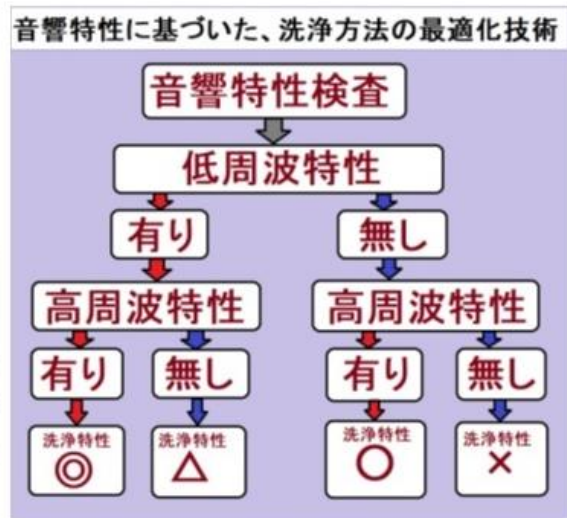 音響特性に基づいた、洗浄方法の最適化技術
音響特性検査
低周波特性
有り
無し
高周波特性
高周波特性
有り
無し
有り
無し
洗浄特性
◎
洗浄特性
△
洗浄特性
○
洗浄特性
×